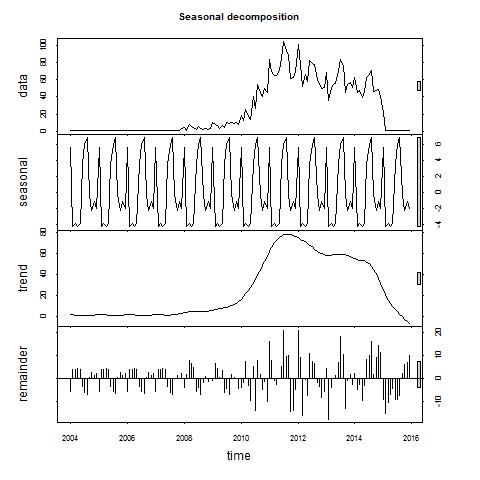 Seasonal decomposition
data
0 20 40 60 80 100
seasonal
-4 -2 0 2 4 6
trend
0 20 40 60 80
remainder
-10 0 10 20
2004 2006 2008 2010 2012 2014 2016
time